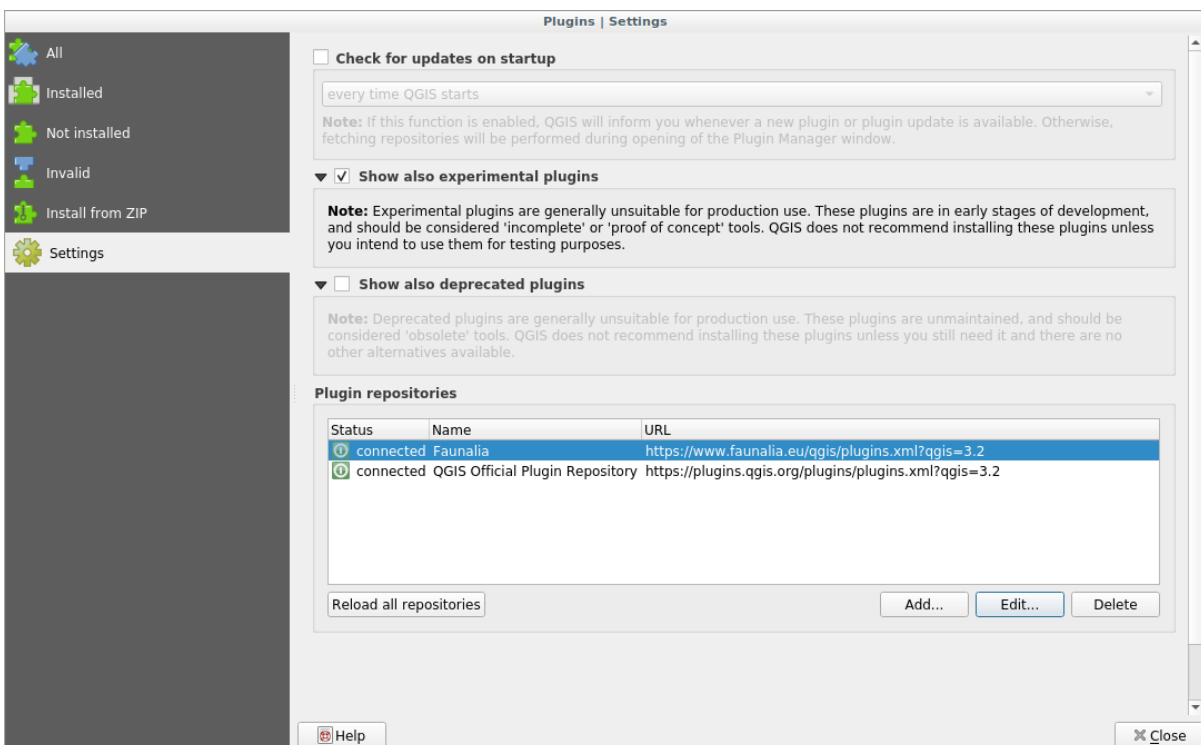 Plugins | Settings
All
Installed
Not installed
Invalid
Install from ZIP
Settings
Check for updates on startup
every time QGIS starts
Note: If this function is enabled, QGIS will inform you whenever a new plugin or plugin update is available. Otherwise,
fetching repositories will be performed during opening of the Plugin Manager window.
Show also experimental plugins
Note: Experimental plugins are generally unsuitable for production use. These plugins are in early stages of development,
and should be considered 'incomplete' or 'proof of concept' tools. QGIS does not recommend installing these plugins unless
you intend to use them for testing purposes.
Show also deprecated plugins
Note: Deprecated plugins are generally unsuitable for production use. These plugins are unmaintained, and should be
considered 'obsolete' tools. QGIS does not recommend installing these plugins unless you still need it and there are no
other alternatives available.
Plugin repositories
Status Name URL
connected Faunalia https://www.faunalia.eu/qgis/plugins.xml?qgis=3.2
connected QGIS Official Plugin Repository https://plugins.qgis.org/plugins/plugins.xml?qgis=3.2
Reload all repositories Add... Edit... Delete
Help Close